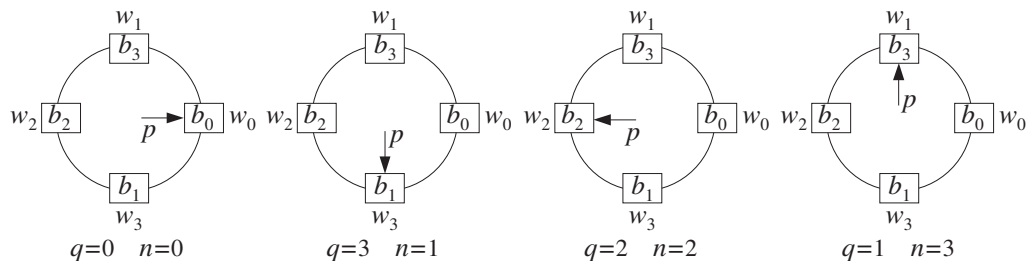 w₁ w₁ w₁ w₁
b₃ b₃ b₃ b₃
p
w₂ b₂ p b₀ w₀ w₂ b₂ p b₀ w₀ w₂ b₂ p b₀ w₀ w₂ b₂ b₀ w₀
b₁ b₁ b₁ b₁
w₃ w₃ w₃ w₃
q=0 n=0 q=3 n=1 q=2 n=2 q=1 n=3